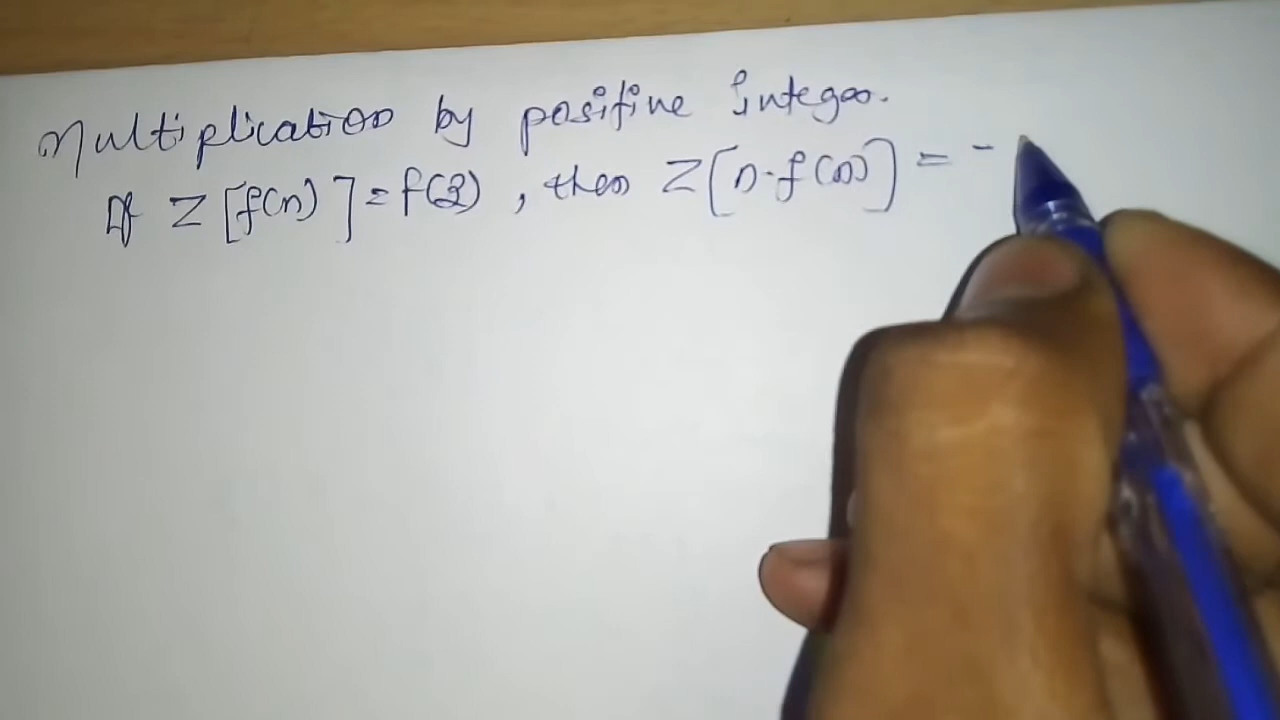 Multiplication by positive integer.
If Z[f(n)] = f(z), then Z[n.f(n)] = -